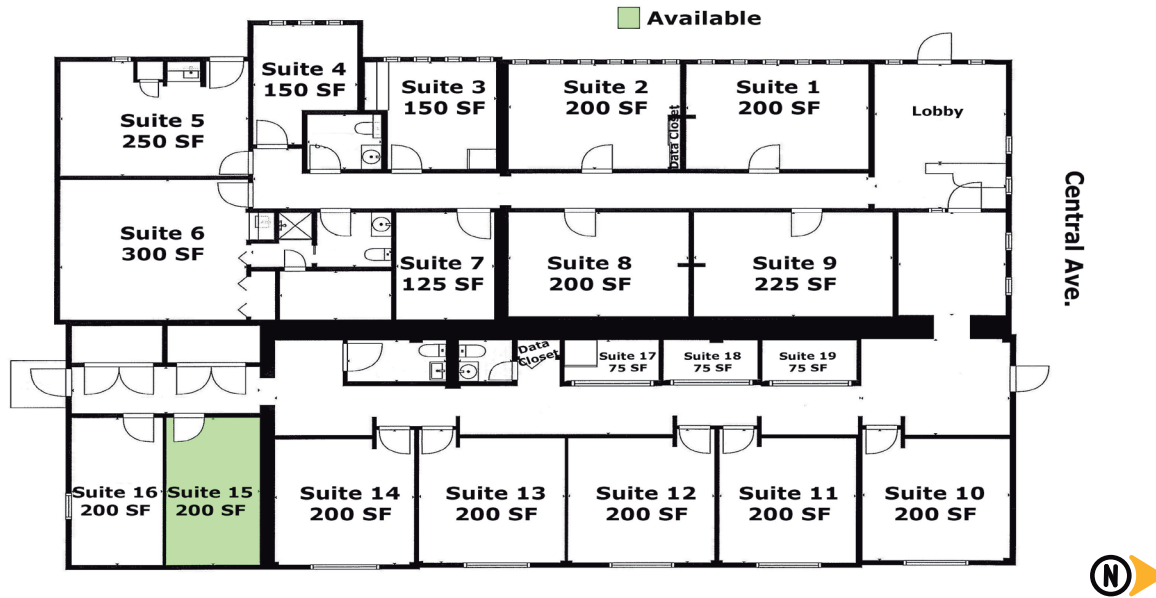 Available
Suite 4
150 SF
Suite 3
150 SF
Suite 2
200 SF
Suite 1
200 SF
Suite 5
250 SF
Data Closet
Lobby
Central Ave.
Suite 6
300 SF
Suite 7
125 SF
Suite 8
200 SF
Suite 9
225 SF
Data
Closet
Suite 17
75 SF
Suite 18
75 SF
Suite 19
75 SF
Suite 16
200 SF
Suite 15
200 SF
Suite 14
200 SF
Suite 13
200 SF
Suite 12
200 SF
Suite 11
200 SF
Suite 10
200 SF
N